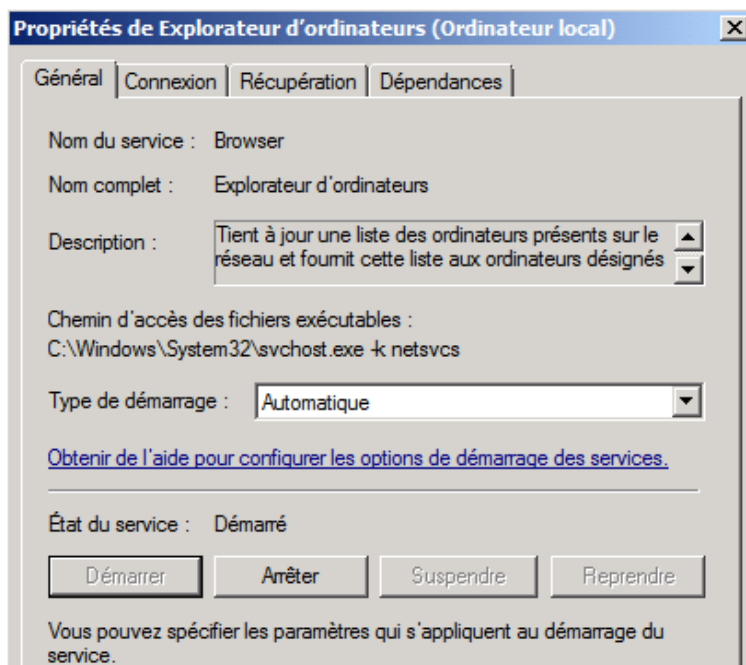 Propriétés de Explorateur d'ordinateurs (Ordinateur local)
Général Connexion Récupération Dépendances
Nom du service : Browser
Nom complet : Explorateur d'ordinateurs
Description : Tient à jour une liste des ordinateurs présents sur le
réseau et fournit cette liste aux ordinateurs désignés
Chemin d'accès des fichiers exécutables :
C:\Windows\System32\svchost.exe -k netsvcs
Type de démarrage : Automatique
Obtenir de l'aide pour configurer les options de démarrage des services.
État du service : Démarré
Démarrer Arrêter Suspendre Reprendre
Vous pouvez spécifier les paramètres qui s'appliquent au démarrage du
service.